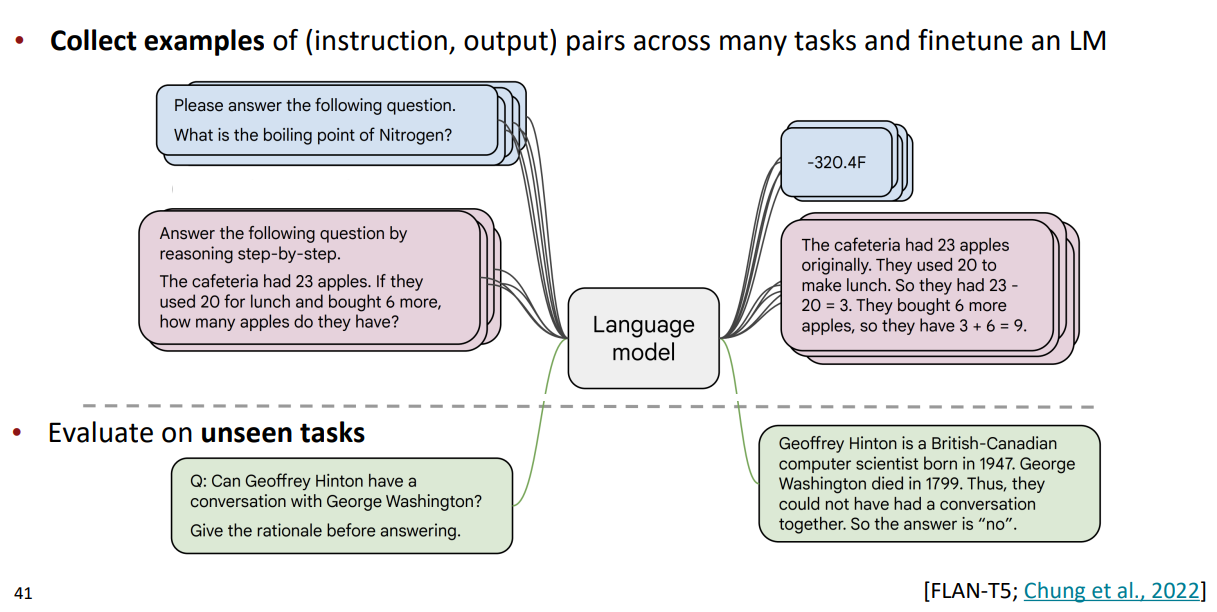 • Collect examples of (instruction, output) pairs across many tasks and finetune an LM
Please answer the following question.
What is the boiling point of Nitrogen?
-320.4F
Answer the following question by
reasoning step-by-step.
The cafeteria had 23 apples. If they
used 20 for lunch and bought 6 more,
how many apples do they have?
Language
model
The cafeteria had 23 apples
originally. They used 20 to
make lunch. So they had 23 -
20 = 3. They bought 6 more
apples, so they have 3 + 6 = 9.
• Evaluate on unseen tasks
Q: Can Geoffrey Hinton have a
conversation with George Washington?
Give the rationale before answering.
Geoffrey Hinton is a British-Canadian
computer scientist born in 1947. George
Washington died in 1799. Thus, they
could not have had a conversation
together. So the answer is “no”.
41
[FLAN-T5; Chung et al., 2022]